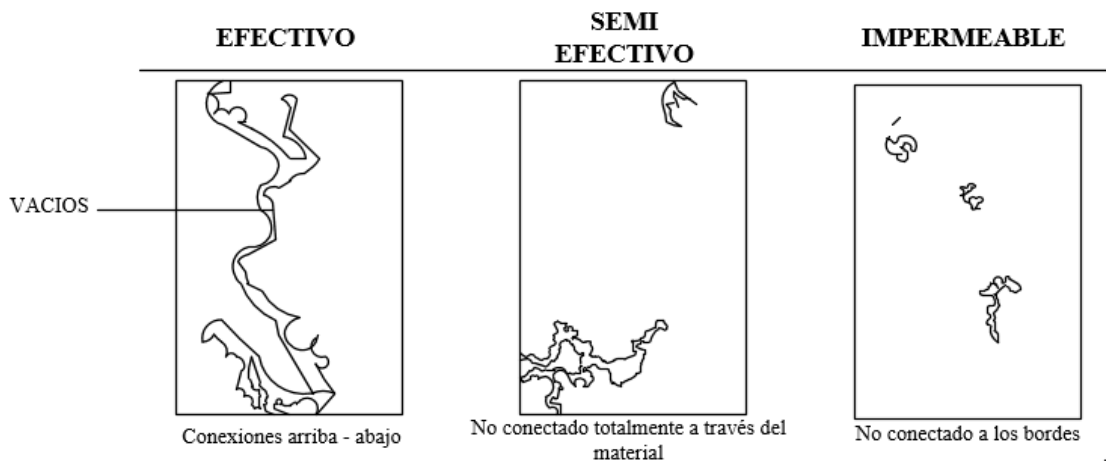 EFECTIVO
SEMI
EFECTIVO
IMPERMEABLE
VACIOS
Conexiones arriba - abajo
No conectado totalmente a través del
material
No conectado a los bordes